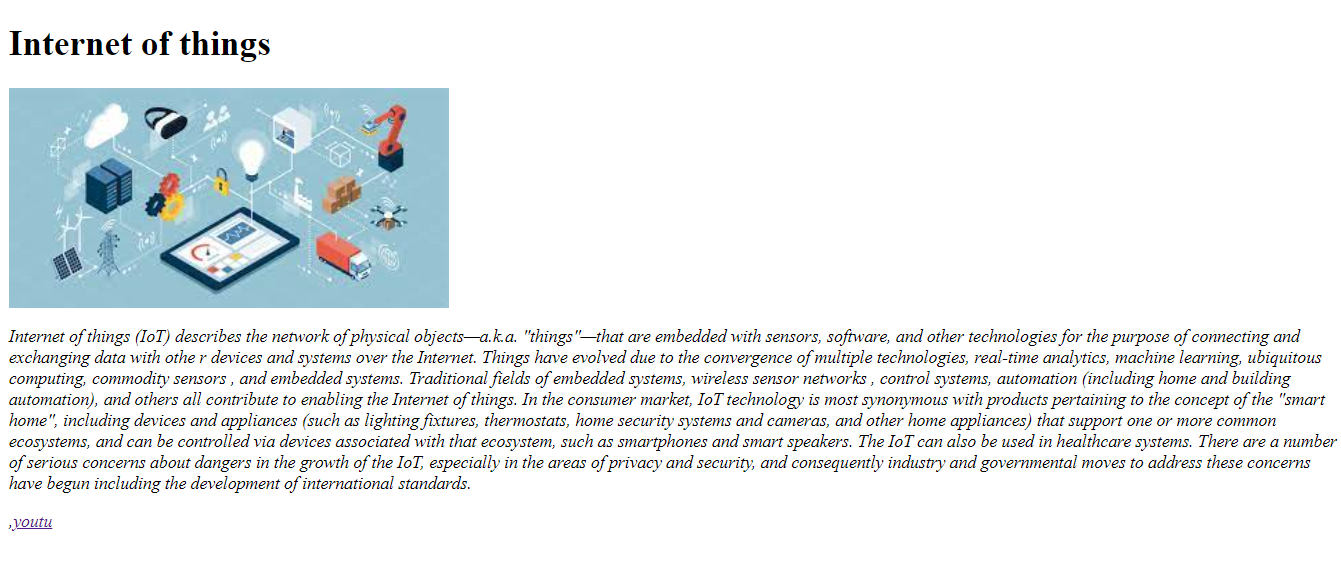 Internet of things
Internet of things (IoT) describes the network of physical objects—a.k.a. "things"—that are embedded with sensors, software, and other technologies for the purpose of connecting and
exchanging data with othe r devices and systems over the Internet. Things have evolved due to the convergence of multiple technologies, real-time analytics, machine learning, ubiquitous
computing, commodity sensors , and embedded systems. Traditional fields of embedded systems, wireless sensor networks , control systems, automation (including home and building
automation), and others all contribute to enabling the Internet of things. In the consumer market, IoT technology is most synonymous with products pertaining to the concept of the "smart
home", including devices and appliances (such as lighting fixtures, thermostats, home security systems and cameras, and other home appliances) that support one or more common
ecosystems, and can be controlled via devices associated with that ecosystem, such as smartphones and smart speakers. The IoT can also be used in healthcare systems. There are a number
of serious concerns about dangers in the growth of the IoT, especially in the areas of privacy and security, and consequently industry and governmental moves to address these concerns
have begun including the development of international standards.
,youtu